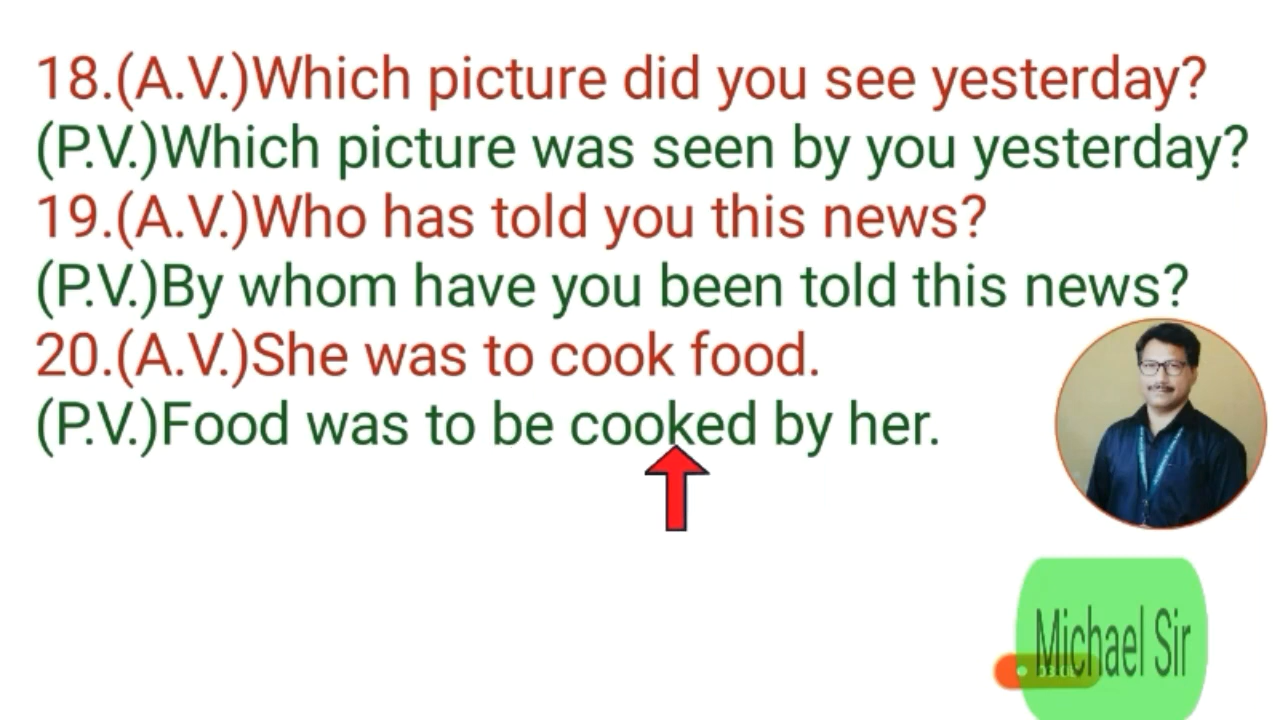 18.(A.V.)Which picture did you see yesterday?
(P.V.)Which picture was seen by you yesterday?
19.(A.V.)Who has told you this news?
(P.V.)By whom have you been told this news?
20.(A.V.)She was to cook food.
(P.V.)Food was to be cooked by her.
Michael Sir